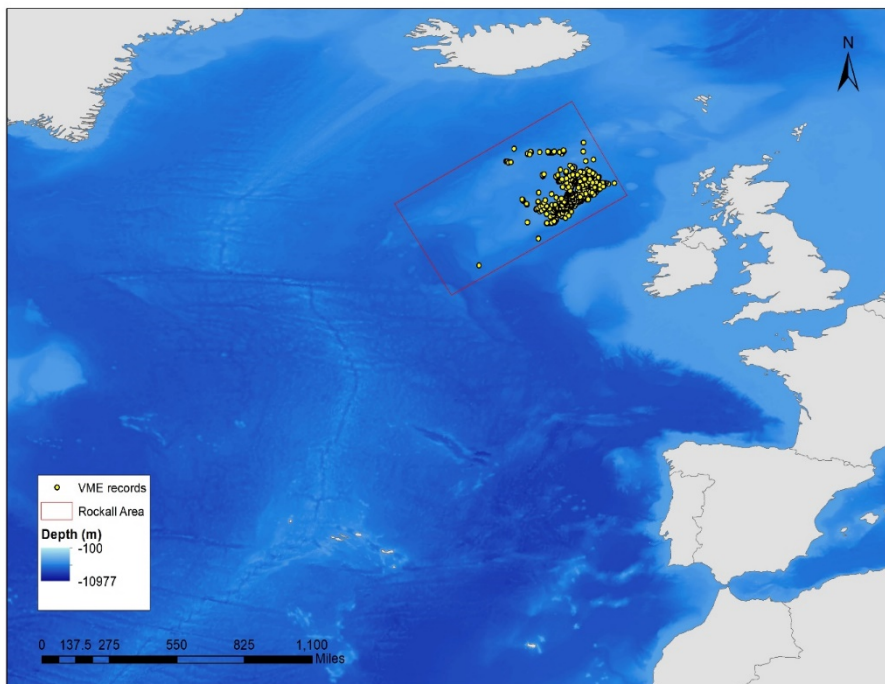 N
VME records
Rockall Area
Depth (m)
-100
-10977
0 137.5 275 550 825 1,100
Miles